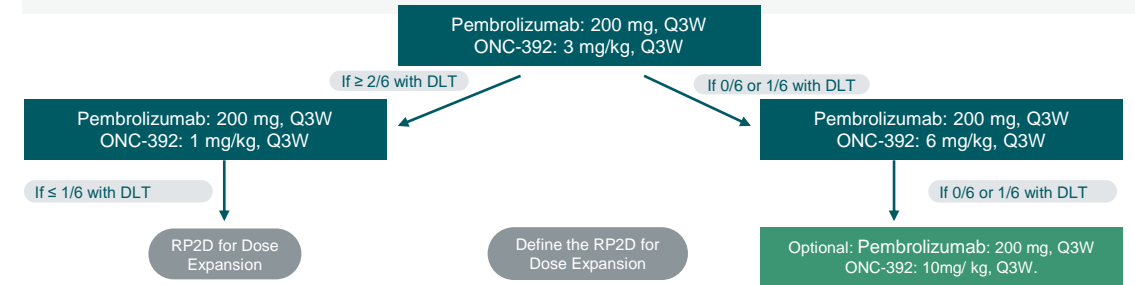 Pembrolizumab: 200 mg, Q3W
ONC-392: 3 mg/kg, Q3W
If ≥ 2/6 with DLT
If 0/6 or 1/6 with DLT
Pembrolizumab: 200 mg, Q3W
ONC-392: 1 mg/kg, Q3W
Pembrolizumab: 200 mg, Q3W
ONC-392: 6 mg/kg, Q3W
If ≤ 1/6 with DLT
If 0/6 or 1/6 with DLT
RP2D for Dose
Expansion
Define the RP2D for
Dose Expansion
Optional: Pembrolizumab: 200 mg, Q3W
ONC-392: 10mg/ kg, Q3W.